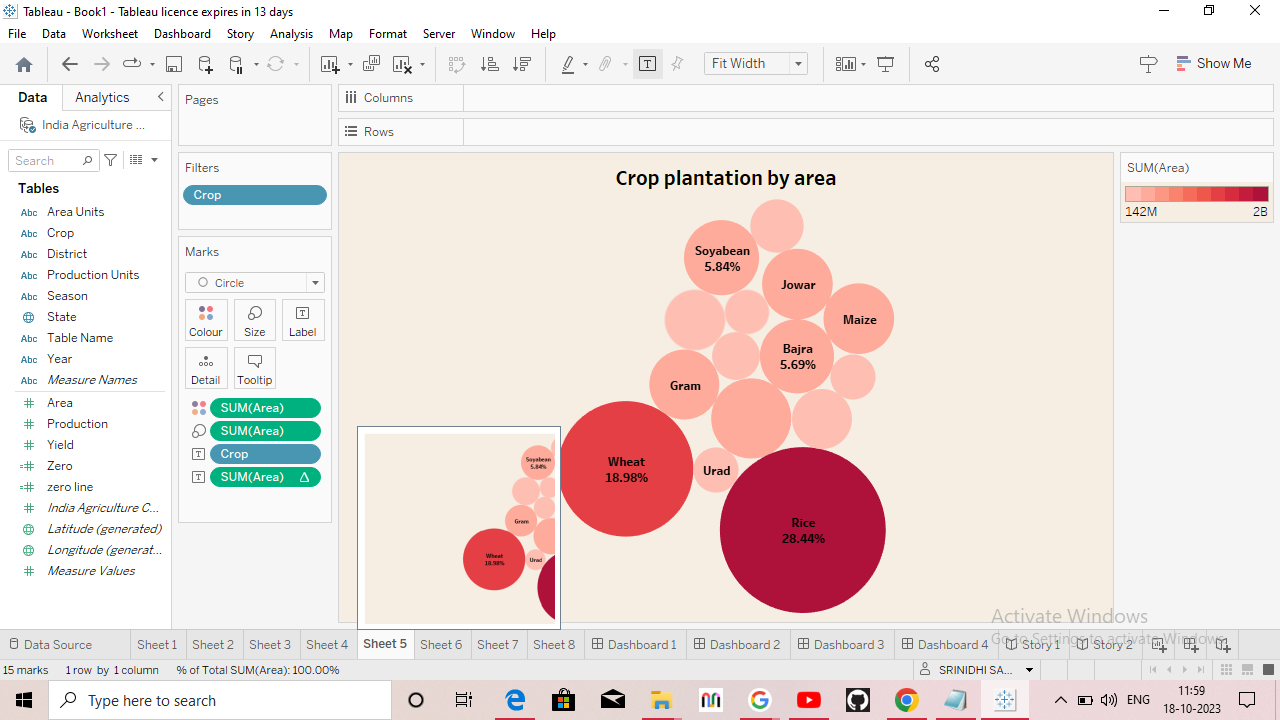 Tableau - Book1 - Tableau licence expires in 13 days
File Data Worksheet Dashboard Story Analysis Map Format Server Window Help
Fit Width
Show Me
Data Analytics
India Agriculture ...
Search
Tables
Abc Area Units
Abc Crop
Abc District
Abc Production Units
Abc Season
State
Abc Table Name
Abc Year
Abc Measure Names
Area
Production
Yield
Zero
zero line
India Agriculture C...
Latitude (generated)
Longitude (generat...
Measure Values
Pages
Filters
Crop
Marks
Circle
Colour Size Label
Detail Tooltip
SUM(Area)
SUM(Area)
Crop
SUM(Area) △
Columns
Rows
Crop plantation by area
Soyabean
5.84%
Jowar
Maize
Bajra
5.69%
Gram
Wheat
18.98%
Urad
Rice
28.44%
Soyabean
5.84%
Gram
Wheat
18.98%
Urad
SUM(Area)
142M 2B
Activate Windows
Go to Settings to activate Windows.
Data Source Sheet 1 Sheet 2 Sheet 3 Sheet 4 Sheet 5 Sheet 6 Sheet 7 Sheet 8 Dashboard 1 Dashboard 2 Dashboard 3 Dashboard 4 Story 1 Story 2
15 marks 1 row by 1 column % of Total SUM(Area): 100.00%
SRINIDHI SA...
Type here to search
ENG
11:59
18-10-2023